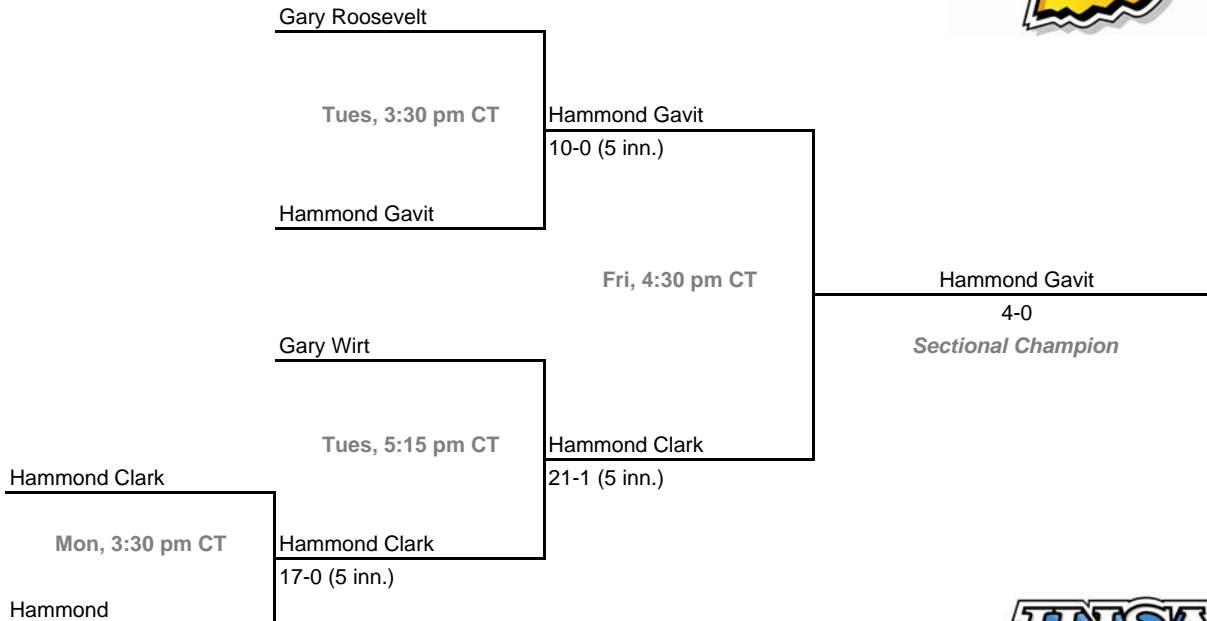 Gary Roosevelt
Tues, 3:30 pm CT
Hammond Gavit
10-0 (5 inn.)
Hammond Gavit
Fri, 4:30 pm CT
Hammond Gavit
4-0
Sectional Champion
Gary Wirt
Tues, 5:15 pm CT
Hammond Clark
21-1 (5 inn.)
Hammond Clark
Mon, 3:30 pm CT
Hammond Clark
17-0 (5 inn.)
Hammond